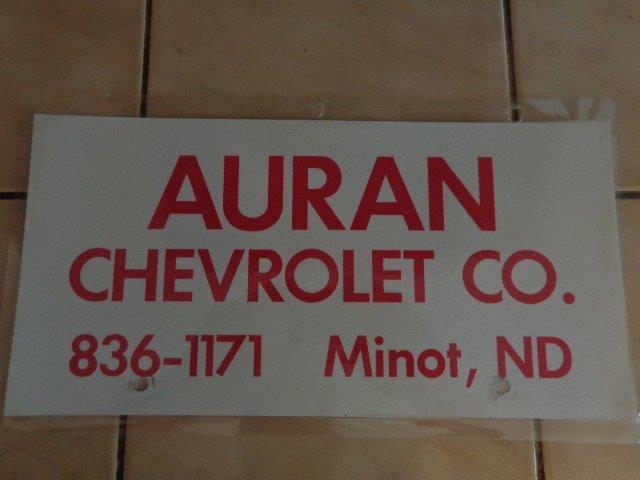 AURAN
CHEVROLET CO.
836-1171 Minot, ND